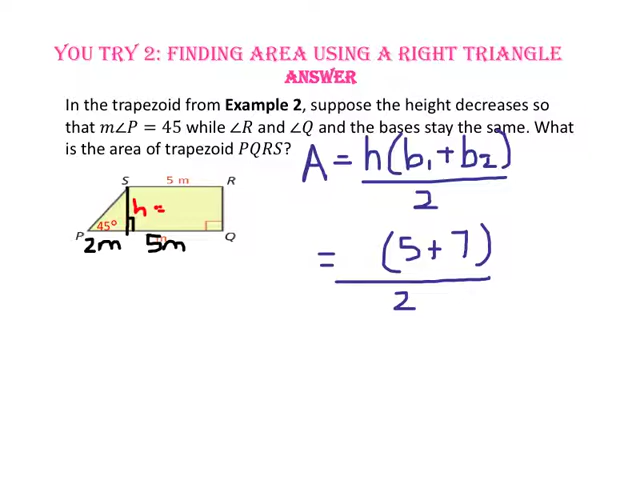 YOU TRY 2: FINDING AREA USING A RIGHT TRIANGLE
ANSWER
In the trapezoid from Example 2, suppose the height decreases so
that m∠P = 45 while ∠R and ∠Q and the bases stay the same. What
is the area of trapezoid PQRS?
A = h(b₁ + b₂)
2
S 5 m R
h =
45°
P Q
2m 5m
= (5 + 7)
2